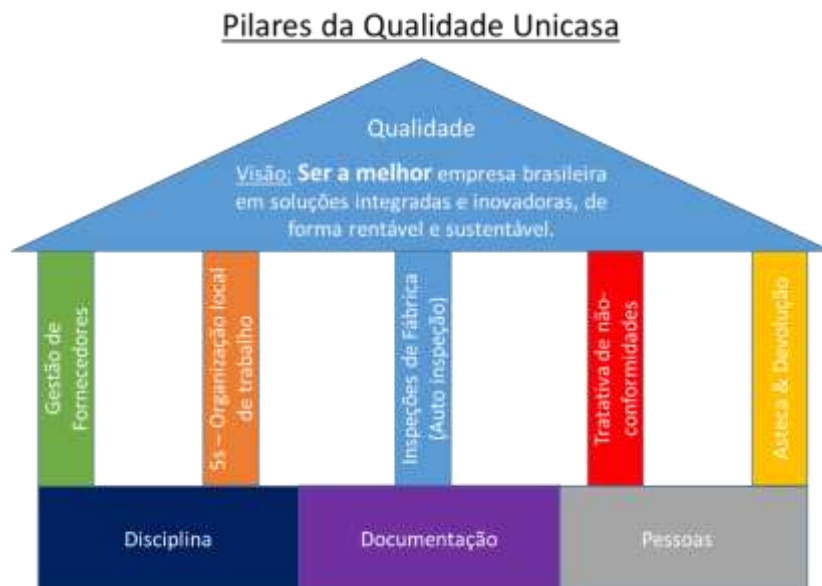 Pilares da Qualidade Unicasa
Qualidade
Visão: Ser a melhor empresa brasileira
em soluções integradas e inovadoras, de
forma rentável e sustentável.
Gestão de
Fornecedores
5s – Organização local
de trabalho
Inspeções de Fábrica
(Auto inspeção)
Tratativa de não-
conformidades
Asteca & Devolução
Disciplina
Documentação
Pessoas